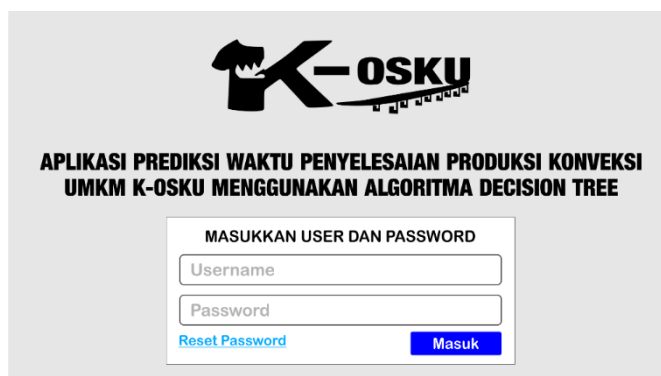 K-OSKU
APLIKASI PREDIKSI WAKTU PENYELESAIAN PRODUKSI KONVEKSI
UMKM K-OSKU MENGGUNAKAN ALGORITMA DECISION TREE
MASUKKAN USER DAN PASSWORD
Username
Password
Reset Password Masuk